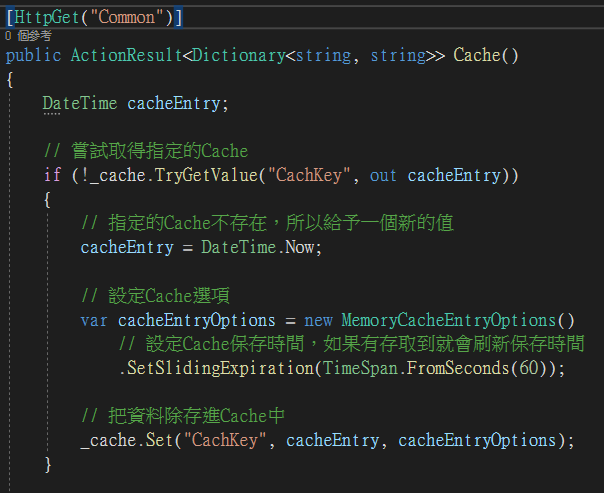 [HttpGet("Common")]
0 個參考
public ActionResult<Dictionary<string, string>> Cache()
{
DateTime cacheEntry;
// 嘗試取得指定的Cache
if (!_cache.TryGetValue("CachKey", out cacheEntry))
{
// 指定的Cache不存在，所以給予一個新的值
cacheEntry = DateTime.Now;
// 設定Cache選項
var cacheEntryOptions = new MemoryCacheEntryOptions()
// 設定Cache保存時間，如果有存取到就會刷新保存時間
.SetSlidingExpiration(TimeSpan.FromSeconds(60));
// 把資料除存進Cache中
_cache.Set("CachKey", cacheEntry, cacheEntryOptions);
}